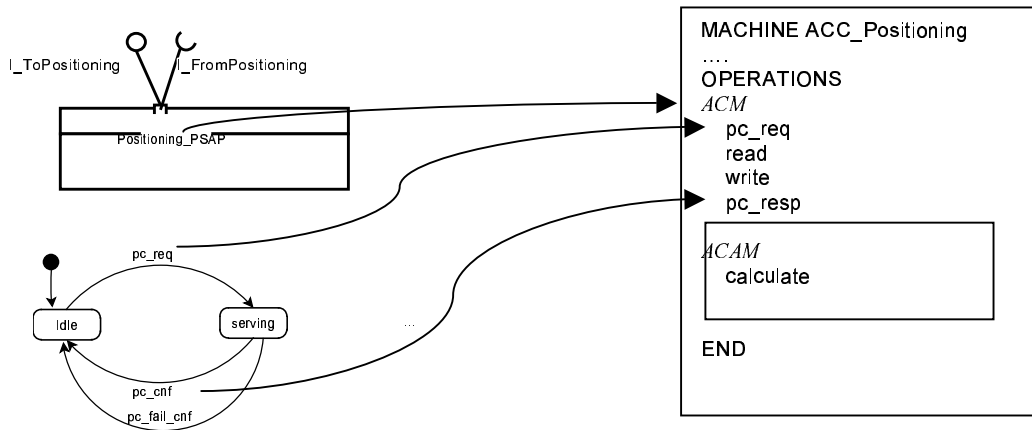 I_ToPositioning
I_FromPositioning
Positioning_PSAP
pc_req
Idle
serving
...
pc_cnf
pc_fail_cnf
MACHINE ACC_Positioning
....
OPERATIONS
ACM
pc_req
read
write
pc_resp
ACAM
calculate
END